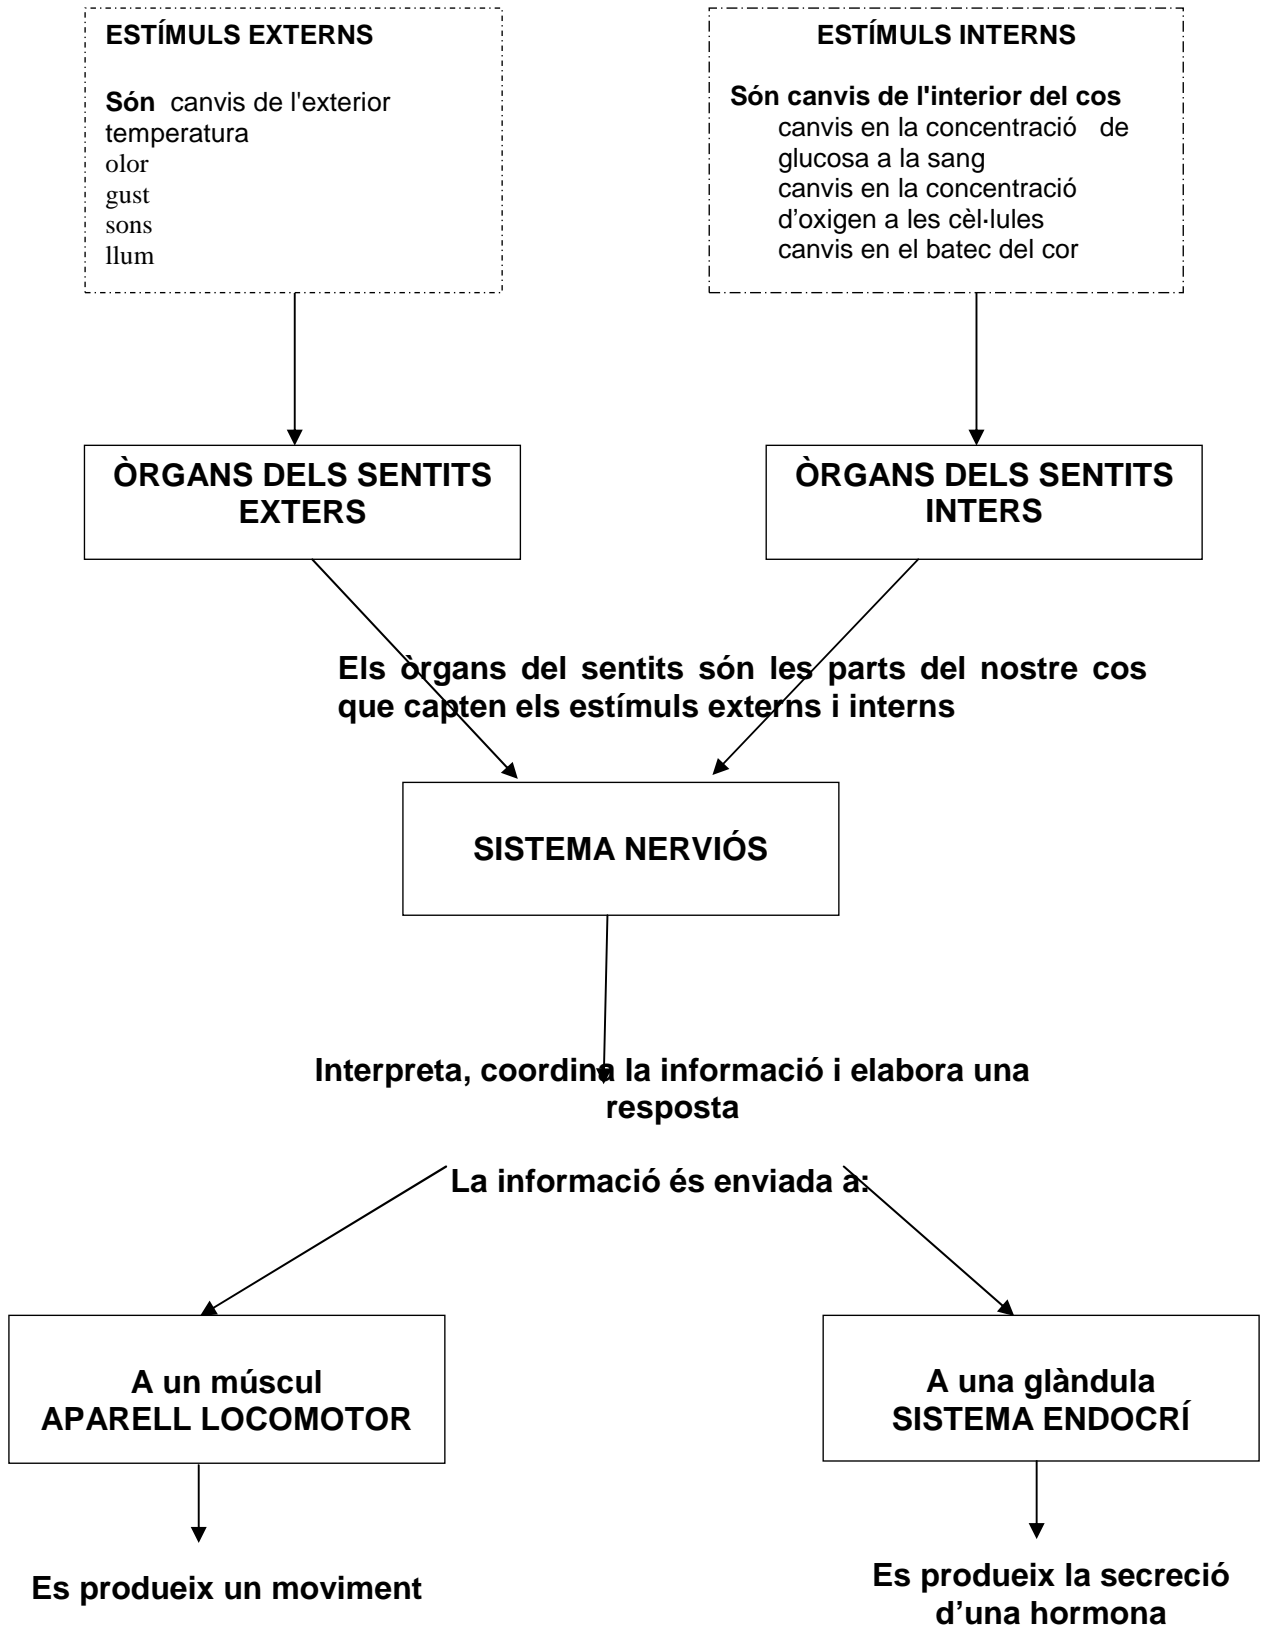 ESTÍMULS EXTERNS
Són canvis de l'exterior
temperatura
olor
gust
sons
llum
ESTÍMULS INTERNS
Són canvis de l'interior del cos
canvis en la concentració de
glucosa a la sang
canvis en la concentració
d’oxigen a les cèl·lules
canvis en el batec del cor
ÒRGANS DELS SENTITS
EXTERS
ÒRGANS DELS SENTITS
INTERS
Els òrgans del sentits són les parts del nostre cos
que capten els estímuls externs i interns
SISTEMA NERVIÓS
Interpreta, coordina la informació i elabora una
resposta
La informació és enviada a:
A un múscul
APARELL LOCOMOTOR
A una glàndula
SISTEMA ENDOCRÍ
Es produeix un moviment
Es produeix la secreció
d’una hormona